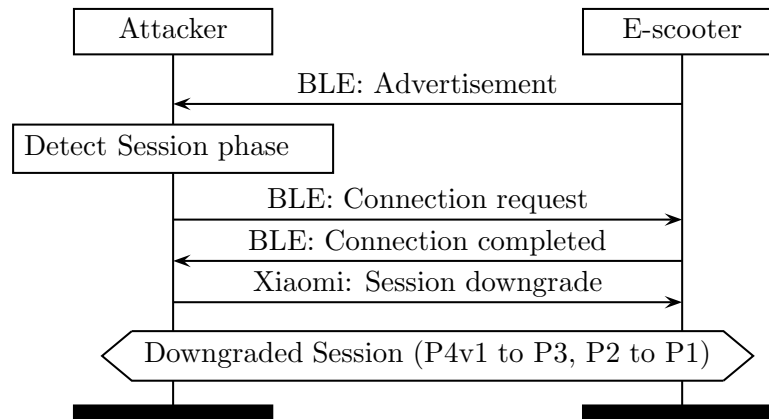 Attacker
E-scooter
BLE: Advertisement
Detect Session phase
BLE: Connection request
BLE: Connection completed
Xiaomi: Session downgrade
Downgraded Session (P4v1 to P3, P2 to P1)